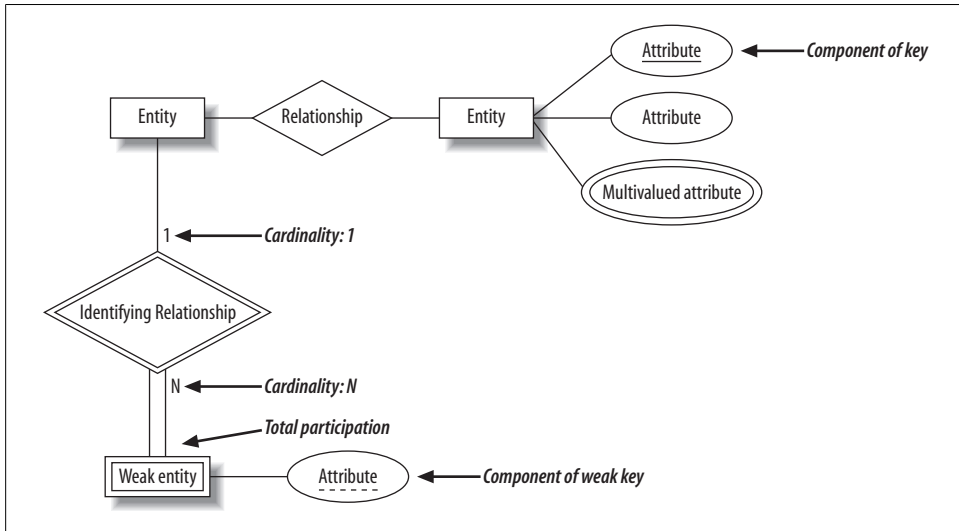 Attribute
Component of key
Entity
Relationship
Entity
Attribute
Multivalued attribute
1
Cardinality: 1
Identifying Relationship
N
Cardinality: N
Total participation
Weak entity
Attribute
Component of weak key